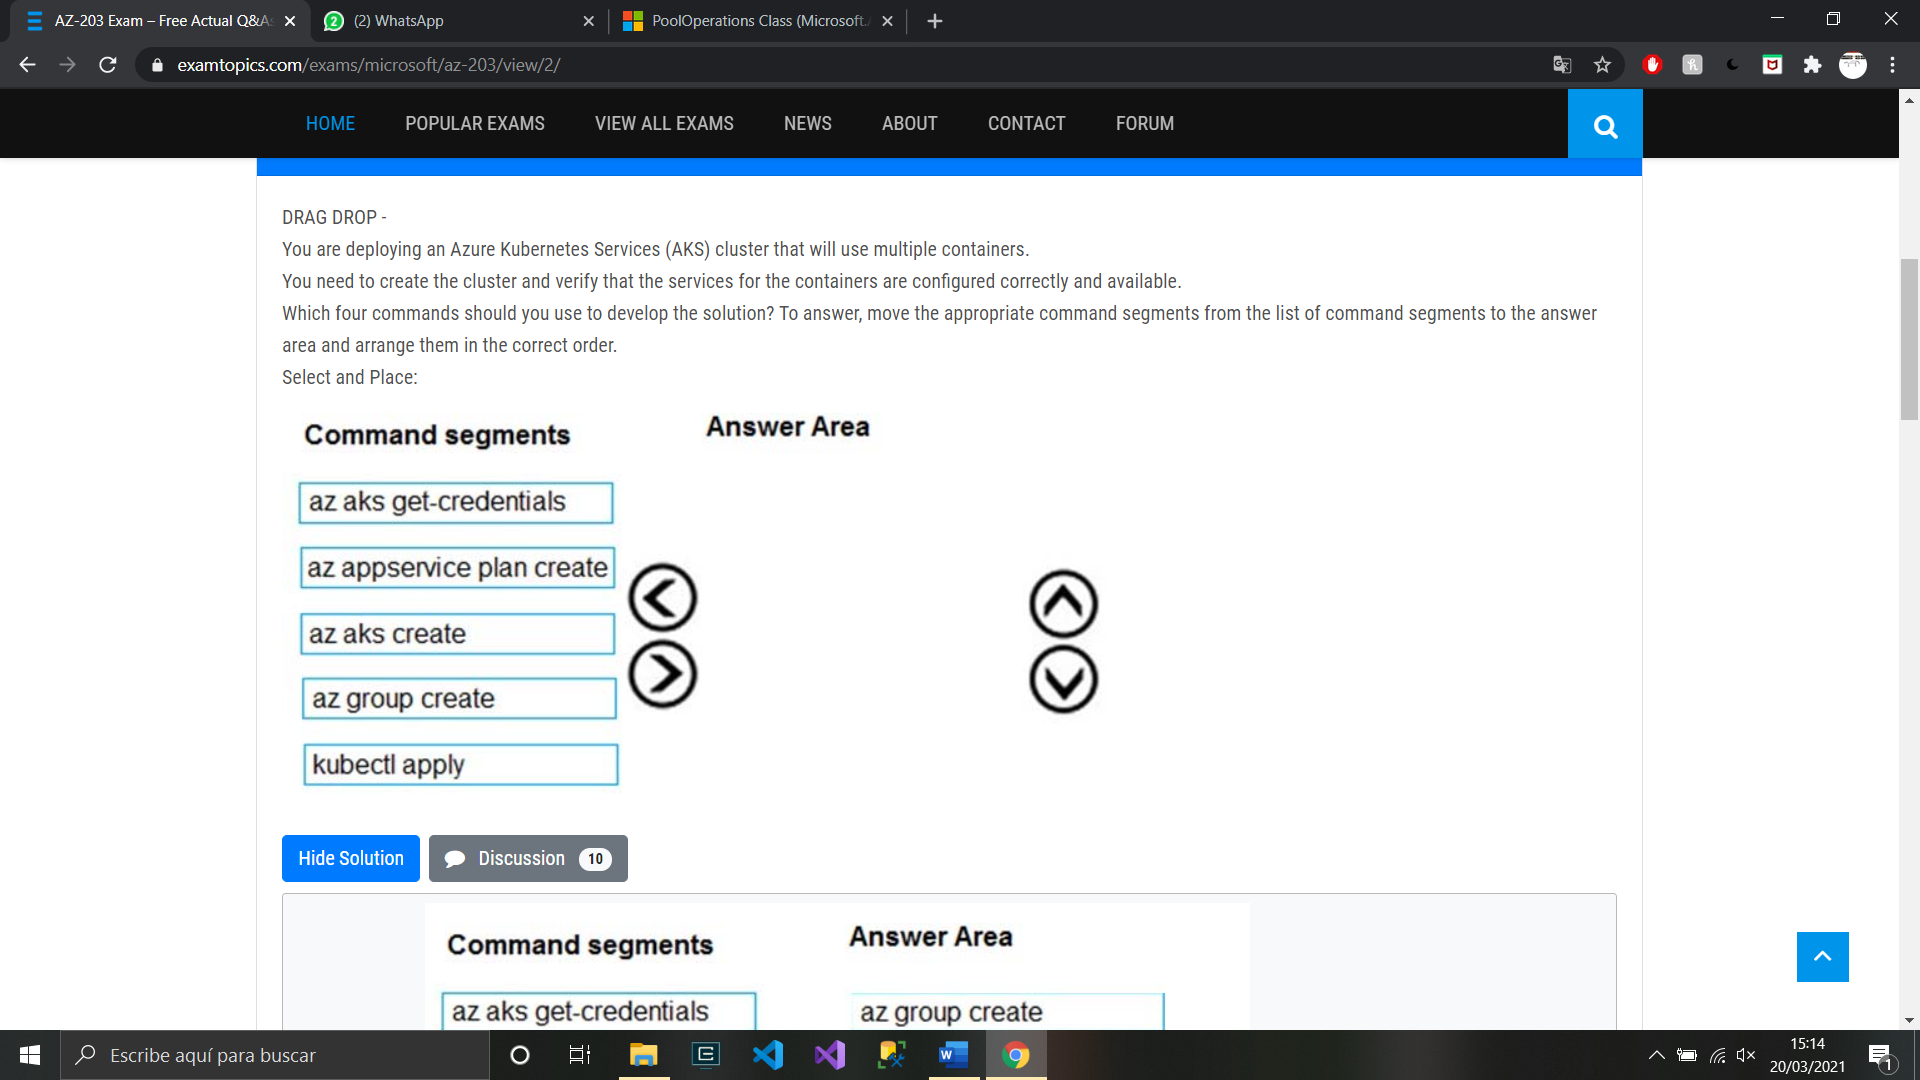 AZ-203 Exam – Free Actual Q&As
(2) WhatsApp
PoolOperations Class (Microsoft.A
examtopics.com/exams/microsoft/az-203/view/2/
HOME POPULAR EXAMS VIEW ALL EXAMS NEWS ABOUT CONTACT FORUM
DRAG DROP -
You are deploying an Azure Kubernetes Services (AKS) cluster that will use multiple containers.
You need to create the cluster and verify that the services for the containers are configured correctly and available.
Which four commands should you use to develop the solution? To answer, move the appropriate command segments from the list of command segments to the answer
area and arrange them in the correct order.
Select and Place:
Command segments
Answer Area
az aks get-credentials
az appservice plan create
az aks create
az group create
kubectl apply
Hide Solution
Discussion 10
Command segments
Answer Area
az aks get-credentials
az group create
Escribe aquí para buscar
15:14
20/03/2021
1